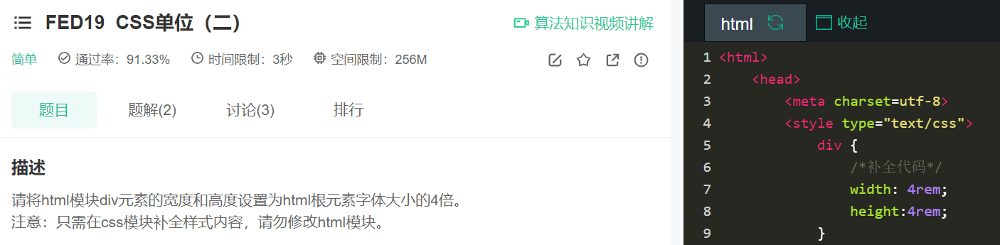 FED19 CSS单位（二）
算法知识视频讲解
简单 通过率：91.33% 时间限制：3秒 空间限制：256M
题目 题解(2) 讨论(3) 排行
描述
请将html模块div元素的宽度和高度设置为html根元素字体大小的4倍。
注意：只需在css模块补全样式内容，请勿修改html模块。
html 收起
1 <html>
2 <head>
3 <meta charset=utf-8>
4 <style type="text/css">
5 div {
6 /*补全代码*/
7 width: 4rem;
8 height:4rem;
9 }